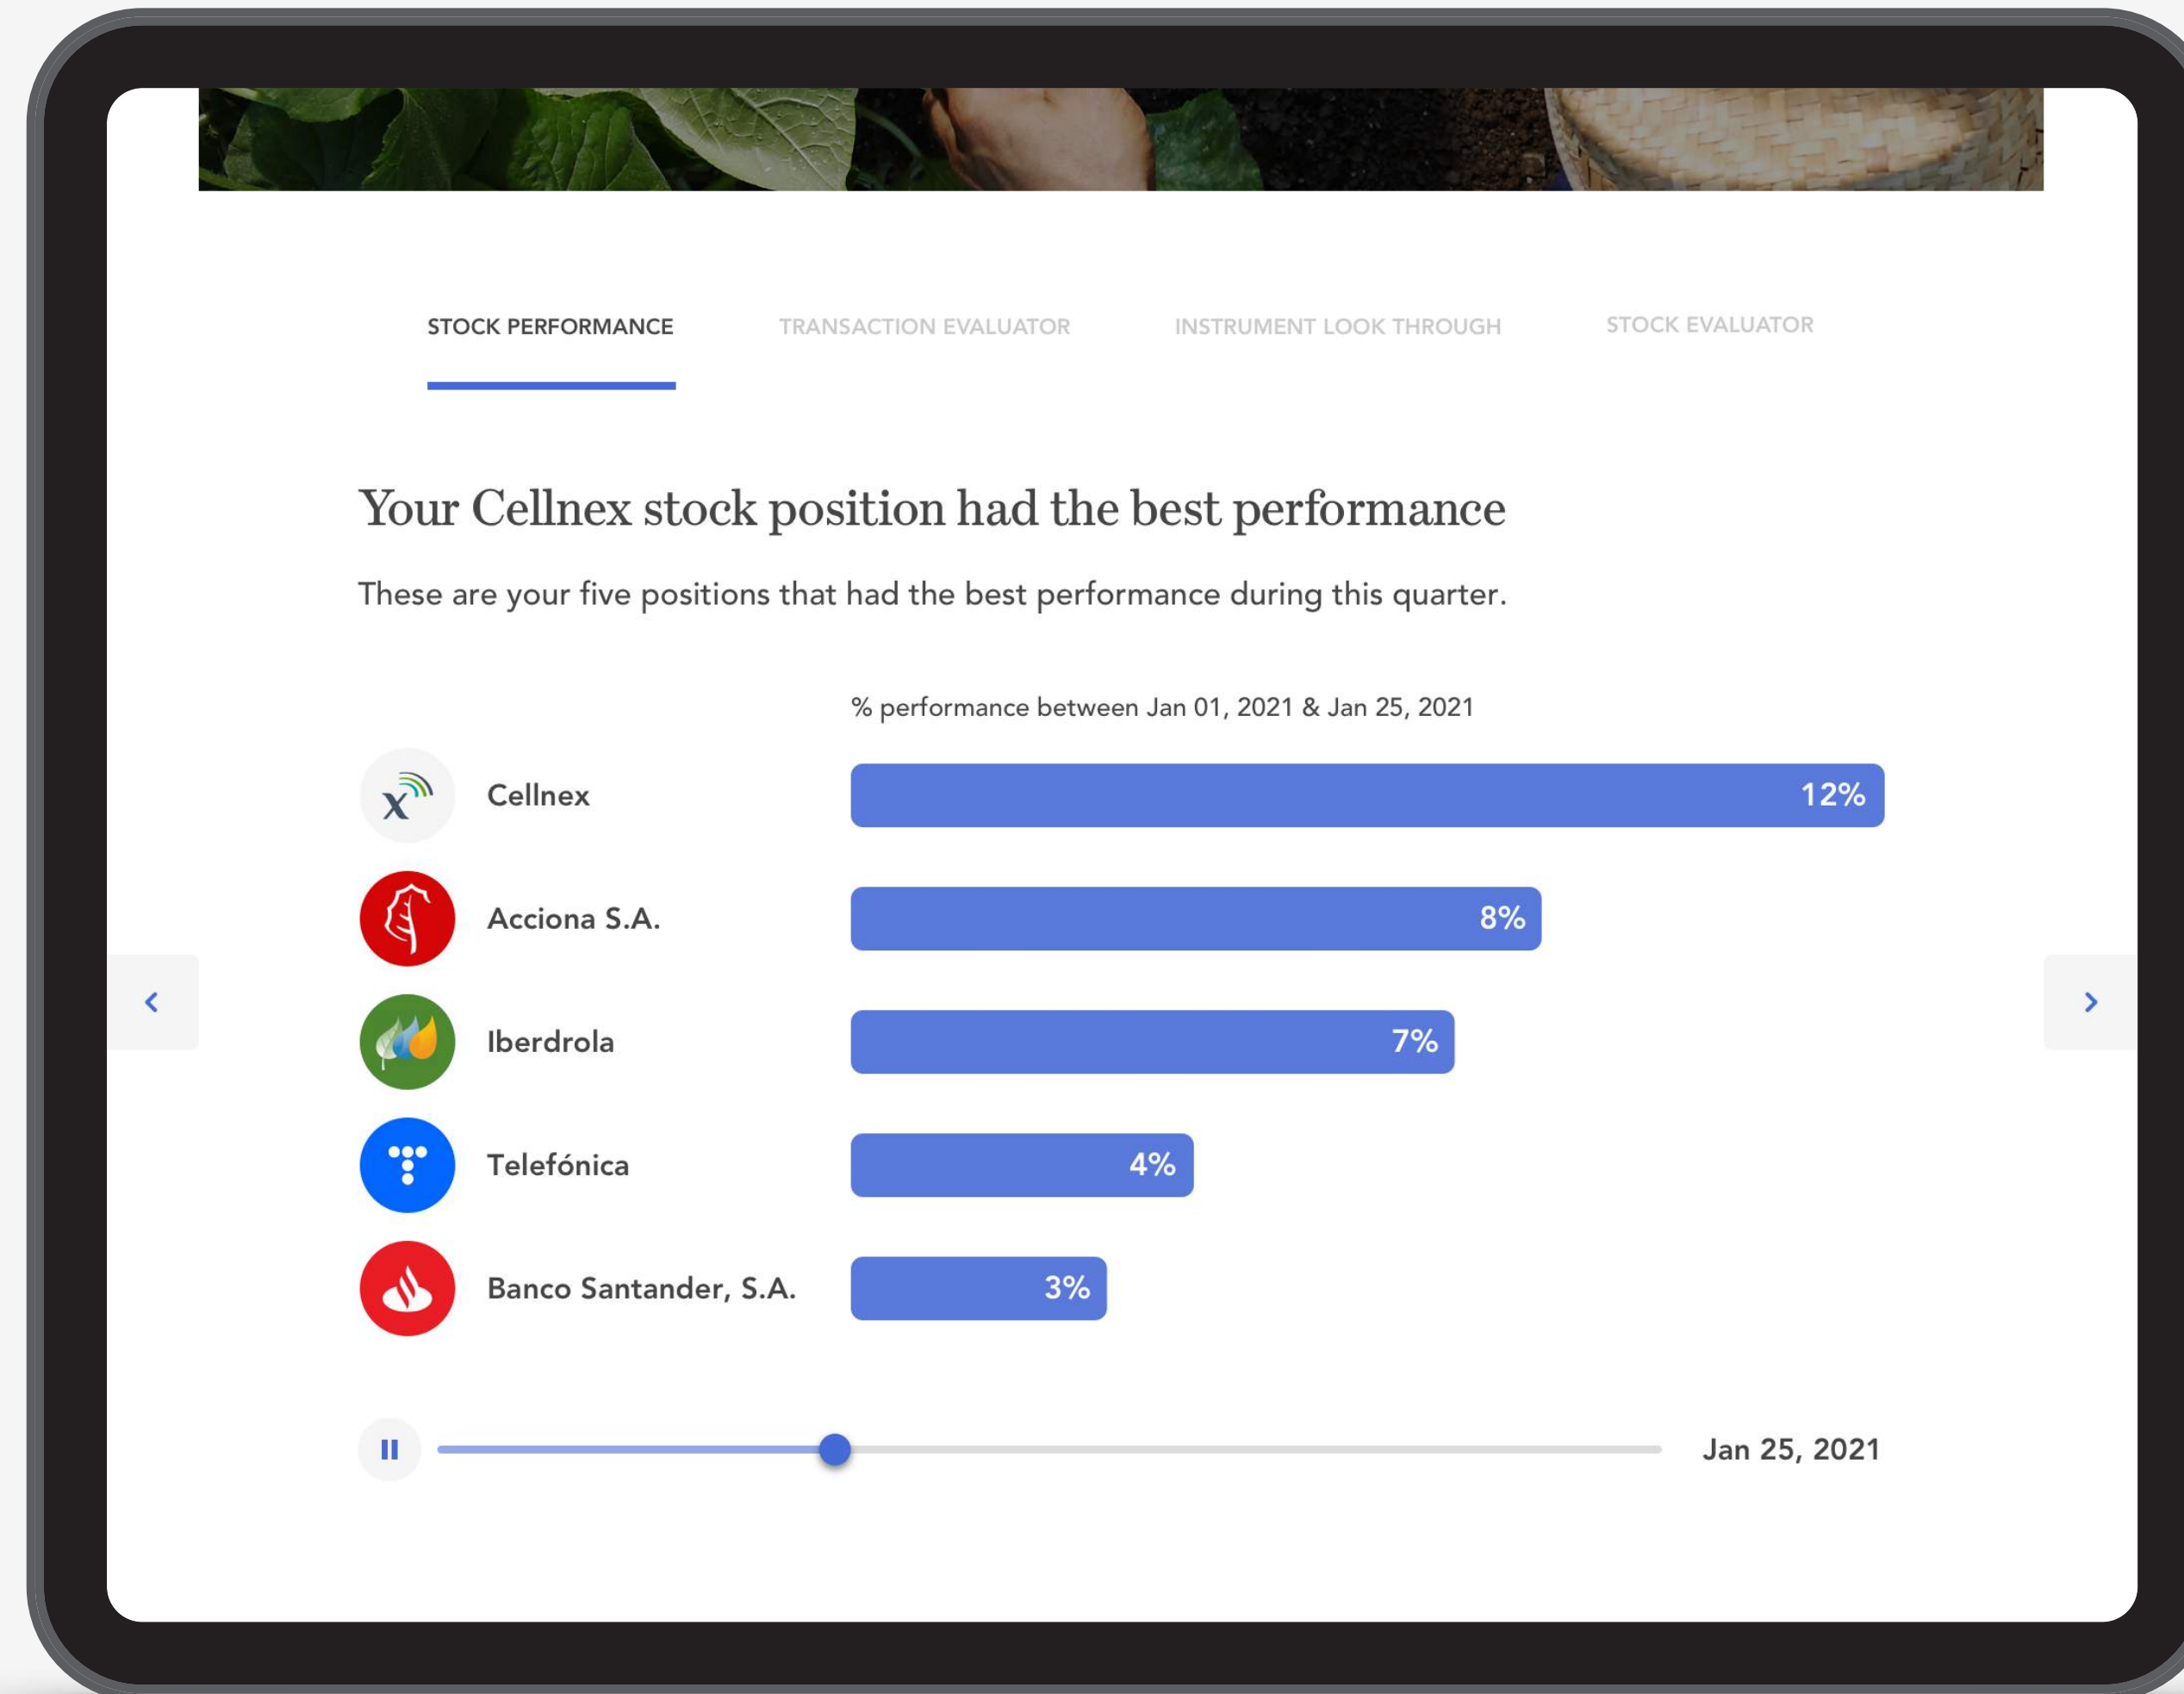 STOCK PERFORMANCE
TRANSACTION EVALUATOR
INSTRUMENT LOOK THROUGH
STOCK EVALUATOR
Your Cellnex stock position had the best performance
These are your five positions that had the best performance during this quarter.
% performance between Jan 01, 2021 & Jan 25, 2021
Cellnex
12%
Acciona S.A.
8%
Iberdrola
7%
Telefónica
4%
Banco Santander, S.A.
3%
Jan 25, 2021